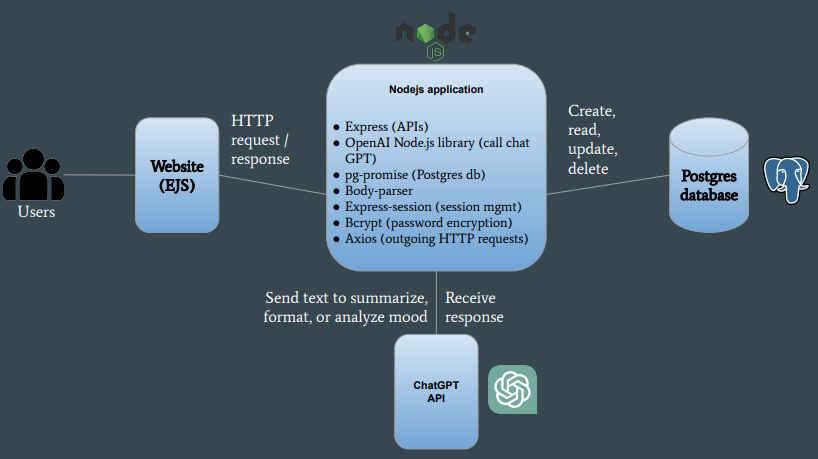 node
JS
Nodejs application
● Express (APIs)
● OpenAI Node.js library (call chat
GPT)
● pg-promise (Postgres db)
● Body-parser
● Express-session (session mgmt)
● Bcrypt (password encryption)
● Axios (outgoing HTTP requests)
HTTP
request /
response
Website
(EJS)
Users
Create,
read,
update,
delete
Postgres
database
Send text to summarize,
format, or analyze mood
Receive
response
ChatGPT
API